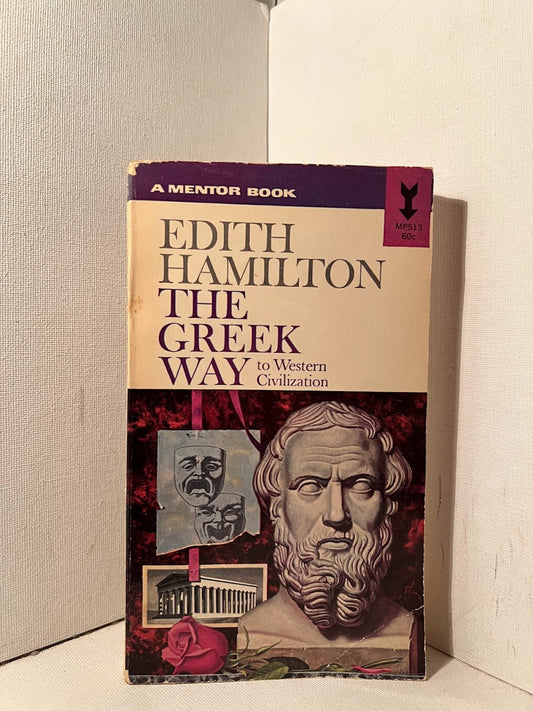 A MENTOR BOOK
MP513
60c
EDITH
HAMILTON
THE
GREEK
WAY to Western
Civilization